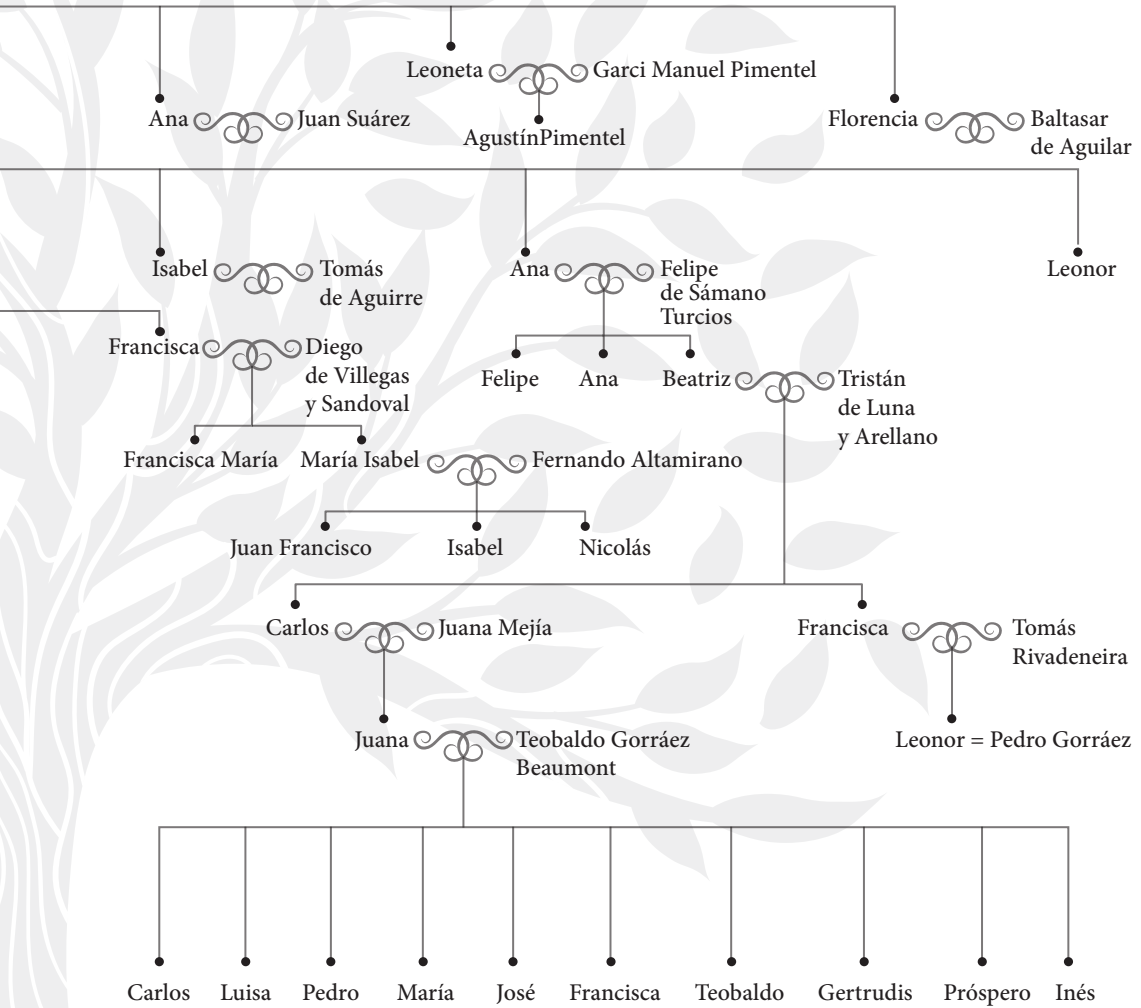 Leoneta Garci Manuel Pimentel
Ana Juan Suárez
AgustínPimentel
Florencia Baltasar
de Aguilar
Isabel Tomás
de Aguirre
Ana Felipe
de Sámano
Turcios
Leonor
Francisca Diego
de Villegas
y Sandoval
Felipe Ana Beatriz Tristán
de Luna
y Arellano
Francisca María María Isabel Fernando Altamirano
Juan Francisco Isabel Nicolás
Carlos Juana Mejía
Francisca Tomás
Rivadeneira
Juana Teobaldo Gorráez
Beaumont
Leonor = Pedro Gorráez
Carlos Luisa Pedro María José Francisca Teobaldo Gertrudis Próspero Inés